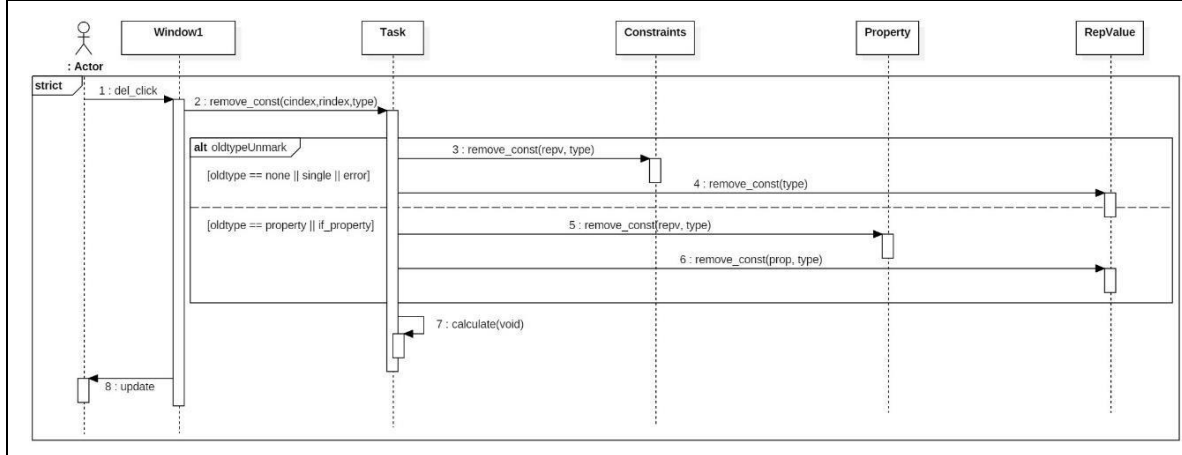 Window1
Task
Constraints
Property
RepValue
: Actor
strict
1 : del_click
2 : remove_const(cindex,rindex,type)
alt oldtypeUnmark
3 : remove_const(repv, type)
[oldtype == none || single || error]
4 : remove_const(type)
[oldtype == property || if_property]
5 : remove_const(repv, type)
6 : remove_const(prop, type)
7 : calculate(void)
8 : update